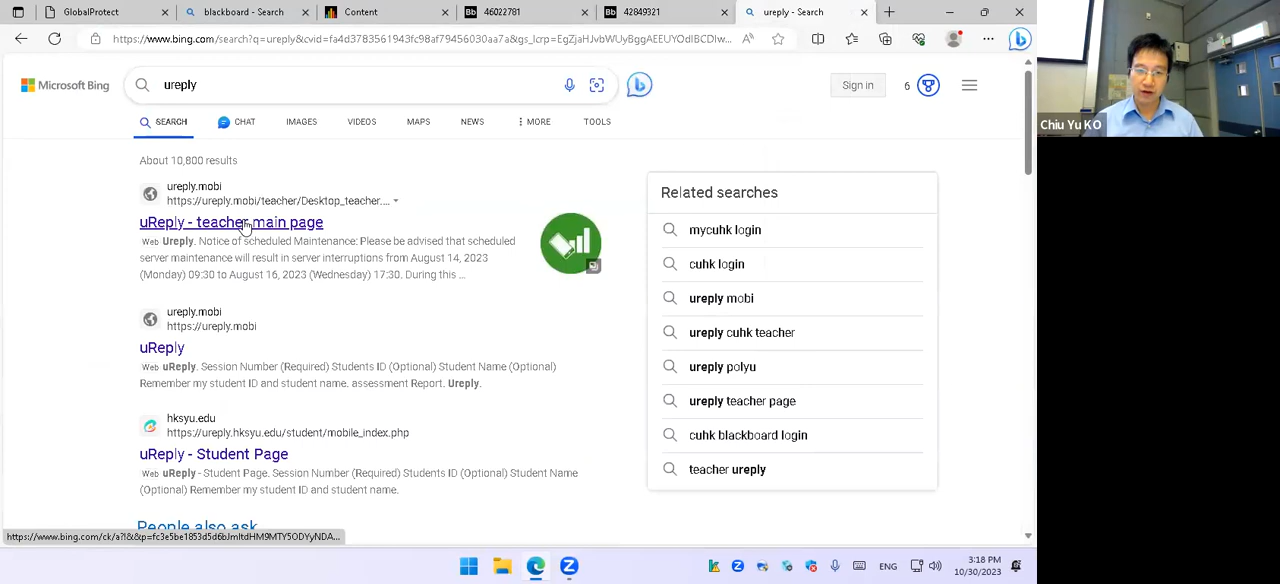 GlobalProtect
blackboard - Search
Content
Bb 46022781
Bb 42849321
ureply - Search
https://www.bing.com/search?q=ureply&cvid=fa4d3783561943fc98af79456030aa7a&gs_lcrp=EgZjaHJvbWUyBggAEEUYOdIBCDIw...
Microsoft Bing
ureply
Sign in
6
SEARCH
CHAT
IMAGES
VIDEOS
MAPS
NEWS
MORE
TOOLS
About 10,800 results
ureply.mobi
https://ureply.mobi/teacher/Desktop_teacher....
uReply - teacher main page
Web Ureply. Notice of scheduled Maintenance: Please be advised that scheduled
server maintenance will result in server interruptions from August 14, 2023
(Monday) 09:30 to August 16, 2023 (Wednesday) 17:30. During this ...
ureply.mobi
https://ureply.mobi
uReply
Web uReply. Session Number (Required) Students ID (Optional) Student Name (Optional)
Remember my student ID and student name. assessment Report. Ureply.
hksyu.edu
https://ureply.hksyu.edu/student/mobile_index.php
uReply - Student Page
Web uReply - Student Page. Session Number (Required) Students ID (Optional) Student Name
(Optional) Remember my student ID and student name.
People also ask
Related searches
mycuhk login
cuhk login
ureply mobi
ureply cuhk teacher
ureply polyu
ureply teacher page
cuhk blackboard login
teacher ureply
https://www.bing.com/ck/a?!&&p=fc3e5be1853d5d6bJmltdHM9MTY5ODYyNDA...
ENG
3:18 PM
10/30/2023
Chiu Yu KO